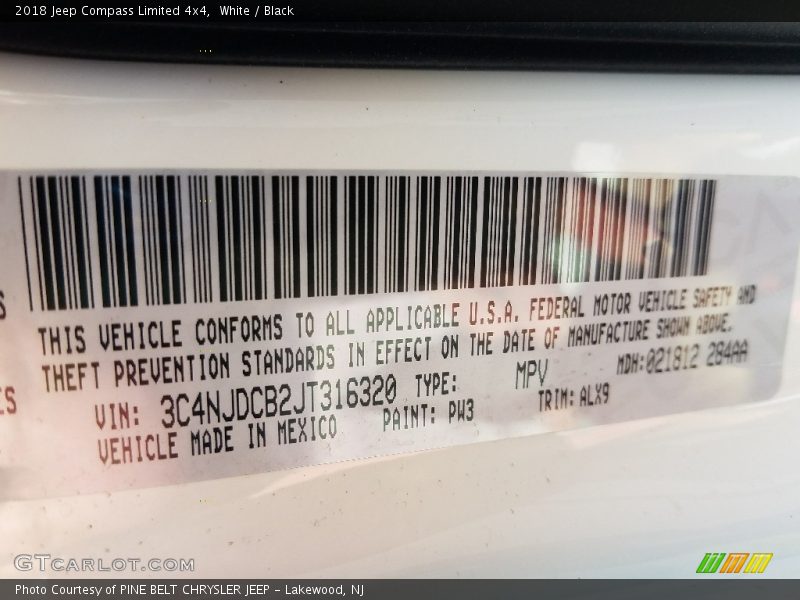 2018 Jeep Compass Limited 4x4, White / Black
THIS VEHICLE CONFORMS TO ALL APPLICABLE U.S.A. FEDERAL MOTOR VEHICLE SAFETY AND
THEFT PREVENTION STANDARDS IN EFFECT ON THE DATE OF MANUFACTURE SHOWN ABOVE.
VIN: 3C4NJDCB2JT316320 TYPE: MPV MDH: 021812 284AA
VEHICLE MADE IN MEXICO PAINT: PW3 TRIM: ALX9
GTCARLOT.COM
Photo Courtesy of PINE BELT CHRYSLER JEEP - Lakewood, NJ